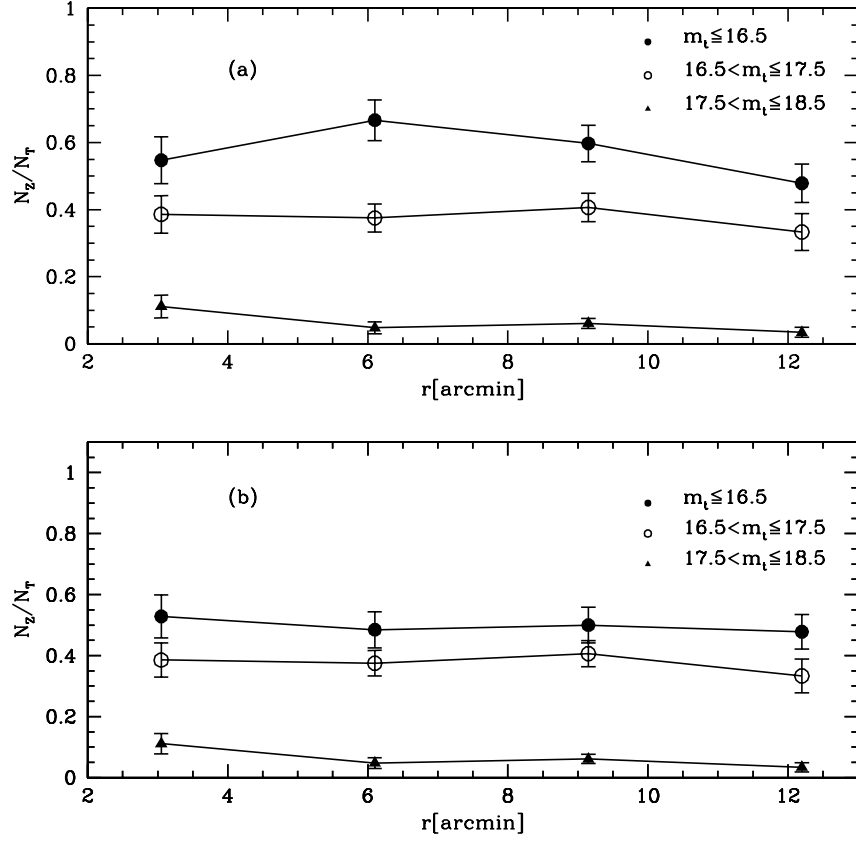 1
m_t≦16.5
(a)
0.8
16.5<m_t≦17.5
17.5<m_t≦18.5
0.6
N_Z/N_T
0.4
0.2
0
2 4 6 8 10 12
r[arcmin]
1
(b)
m_t≦16.5
0.8
16.5<m_t≦17.5
17.5<m_t≦18.5
0.6
N_Z/N_T
0.4
0.2
0
2 4 6 8 10 12
r[arcmin]